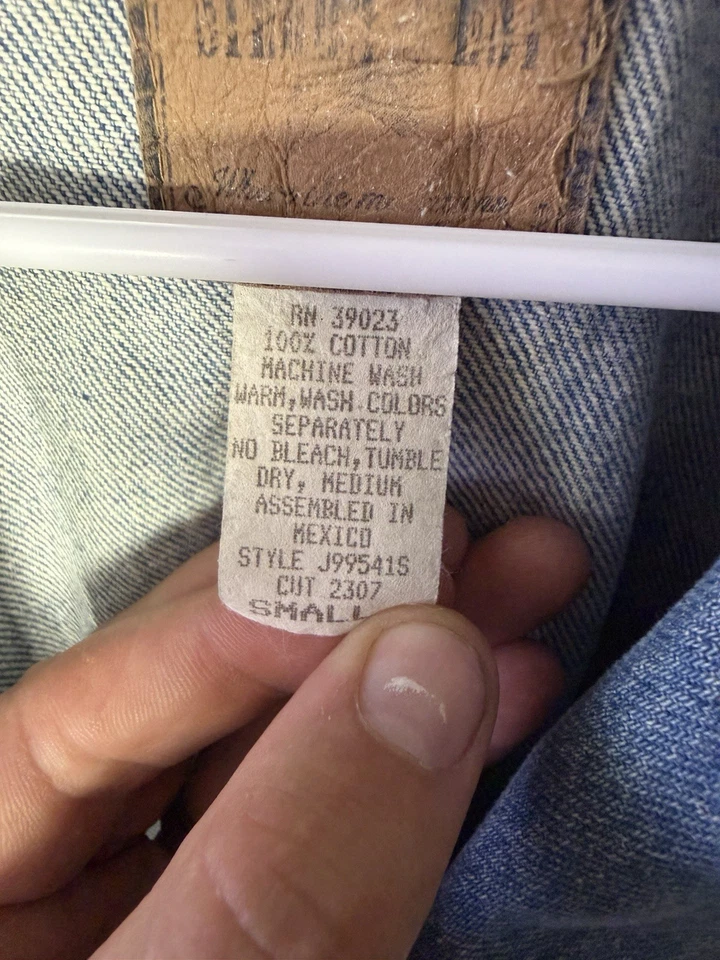 RN 39023
100% COTTON
MACHINE WASH
WARM,WASH COLORS
SEPARATELY
NO BLEACH,TUMBLE
DRY, MEDIUM
ASSEMBLED IN
MEXICO
STYLE J99541S
CUT 2307
SMALL